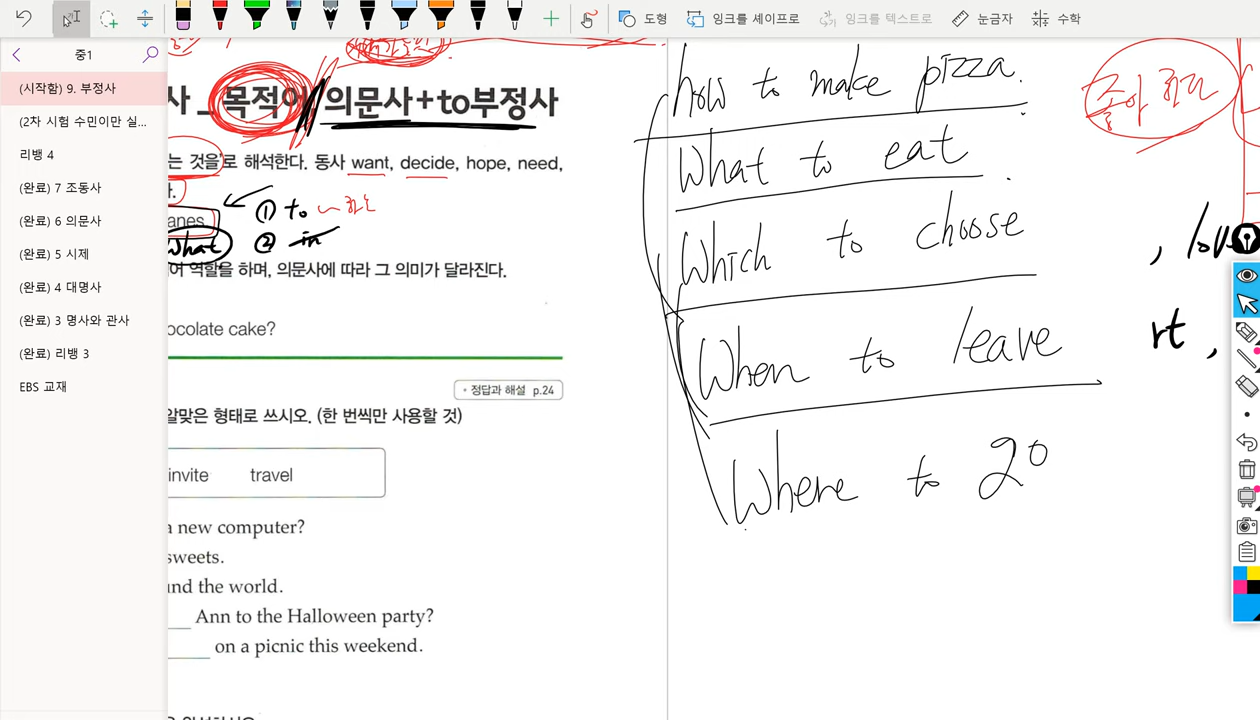 도형
잉크를 셰이프로
잉크를 텍스트로
눈금자
수학
중1
(시작함) 9. 부정사
(2차 시험 수민이만 실...
리뱅 4
(완료) 7 조동사
(완료) 6 의문사
(완료) 5 시제
(완료) 4 대명사
(완료) 3 명사와 관사
(완료) 리뱅 3
EBS 교재
사_목적어/의문사+to부정사
는 것을'로 해석한다. 동사 want, decide, hope, need,
다.
① to ~하는
anes
what ② in
어 역할을 하며, 의문사에 따라 그 의미가 달라진다.
ocolate cake?
• 정답과 해설 p.24
알맞은 형태로 쓰시오. (한 번씩만 사용할 것)
invite travel
a new computer?
sweets.
und the world.
Ann to the Halloween party?
on a picnic this weekend.
how to make pizza.
What to eat
Which to choose
When to leave
Where to go
좋아 한다
, love
rt ,